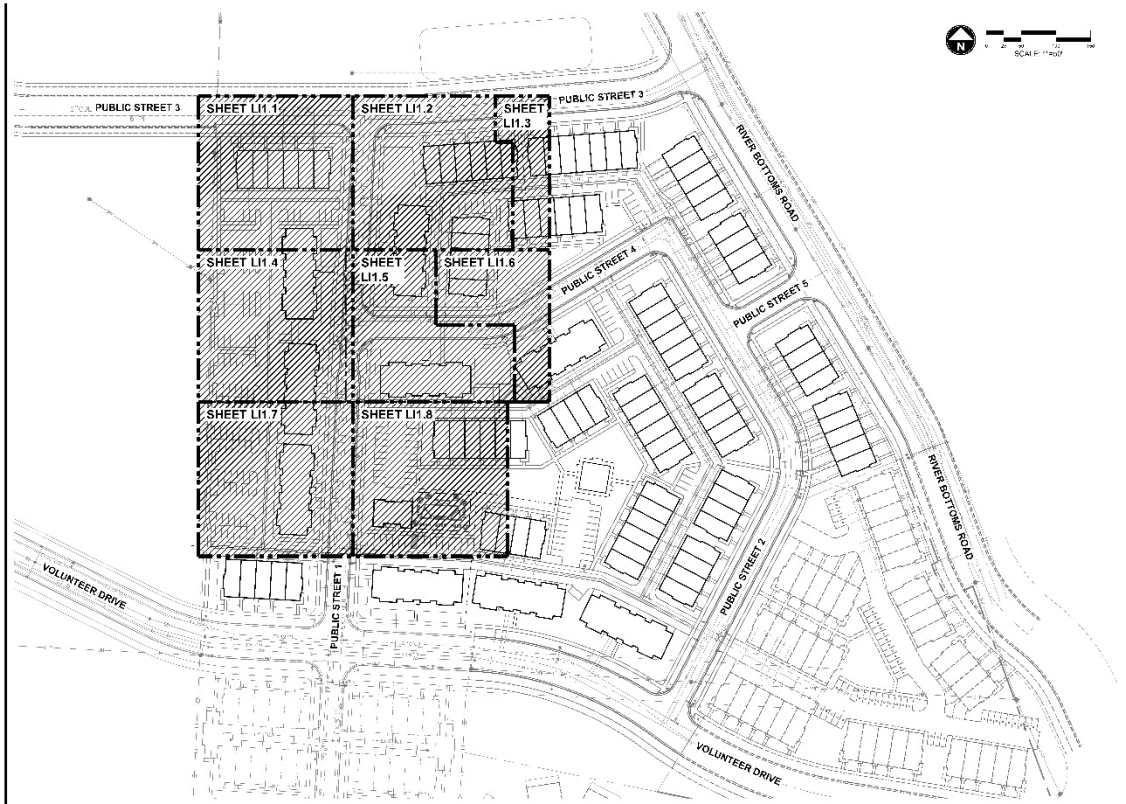 N
SCALE: 1"=50'
PUBLIC STREET 3
SHEET LI1.1
SHEET LI1.2
SHEET
LI1.3
PUBLIC STREET 3
RIVER BOTTOMS ROAD
SHEET LI1.4
SHEET
LI1.5
SHEET LI1.6
PUBLIC STREET 4
PUBLIC STREET 5
SHEET LI1.7
SHEET LI1.8
RIVER BOTTOMS ROAD
VOLUNTEER DRIVE
PUBLIC STREET 1
PUBLIC STREET 2
VOLUNTEER DRIVE